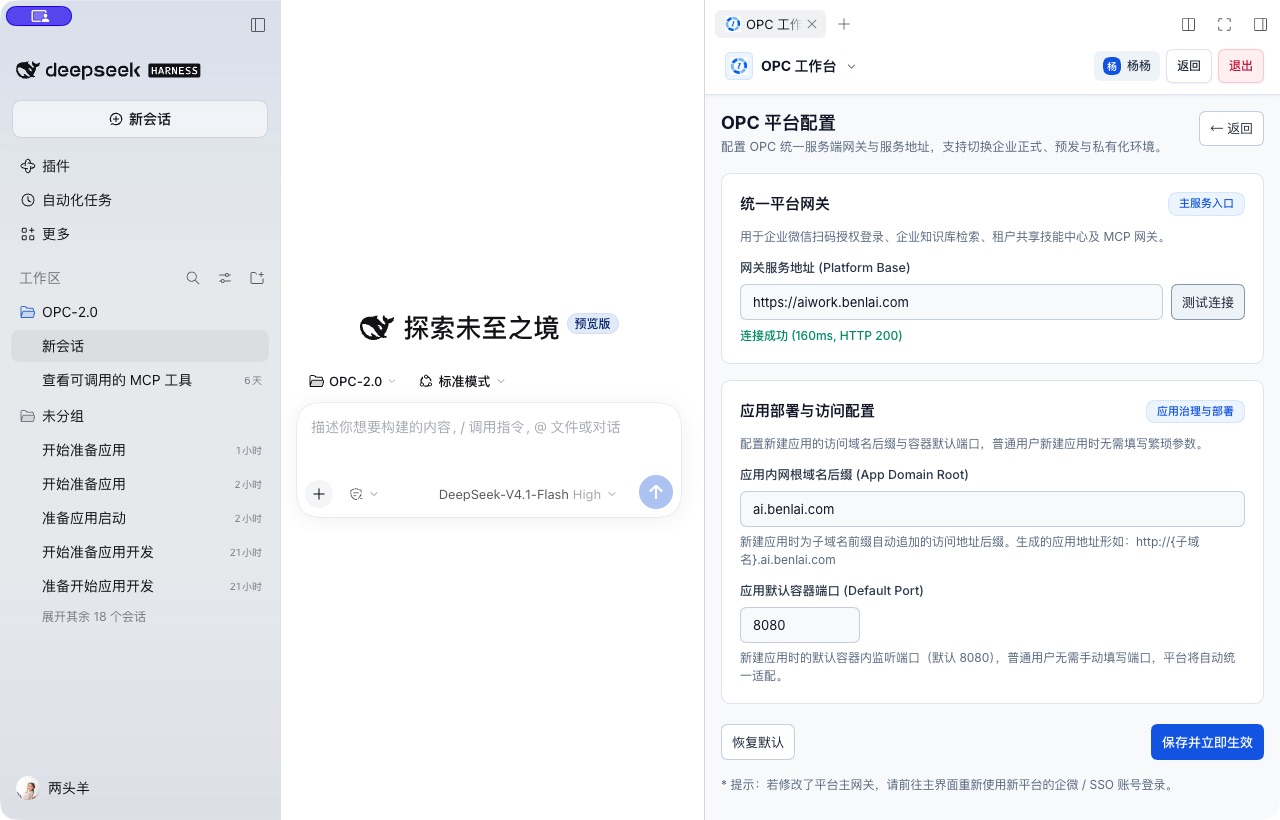 deepseek HARNESS
新会话
插件
自动化任务
更多
工作区
OPC-2.0
新会话
查看可调用的 MCP 工具 6天
未分组
开始准备应用 1小时
开始准备应用 2小时
准备应用启动 2小时
开始准备应用开发 21小时
准备开始应用开发 21小时
展开其余 18 个会话
两头羊
探索未至之境 预览版
OPC-2.0 标准模式
描述你想要构建的内容, / 调用指令, @ 文件或对话
DeepSeek-V4.1-Flash High
OPC 工作
OPC 工作台
杨 杨杨 返回 退出
OPC 平台配置
← 返回
配置 OPC 统一服务端网关与服务地址，支持切换企业正式、预发与私有化环境。
统一平台网关 主服务入口
用于企业微信扫码授权登录、企业知识库检索、租户共享技能中心及 MCP 网关。
网关服务地址 (Platform Base)
https://aiwork.benlai.com 测试连接
连接成功 (160ms, HTTP 200)
应用部署与访问配置 应用治理与部署
配置新建应用的访问域名后缀与容器默认端口，普通用户新建应用时无需填写繁琐参数。
应用内网根域名后缀 (App Domain Root)
ai.benlai.com
新建应用时为子域名前缀自动追加的访问地址后缀。生成的应用地址形如：http://{子域
名}.ai.benlai.com
应用默认容器端口 (Default Port)
8080
新建应用时的默认容器内监听端口（默认 8080），普通用户无需手动填写端口，平台将自动统
一适配。
恢复默认 保存并立即生效
* 提示：若修改了平台主网关，请前往主界面重新使用新平台的企微 / SSO 账号登录。